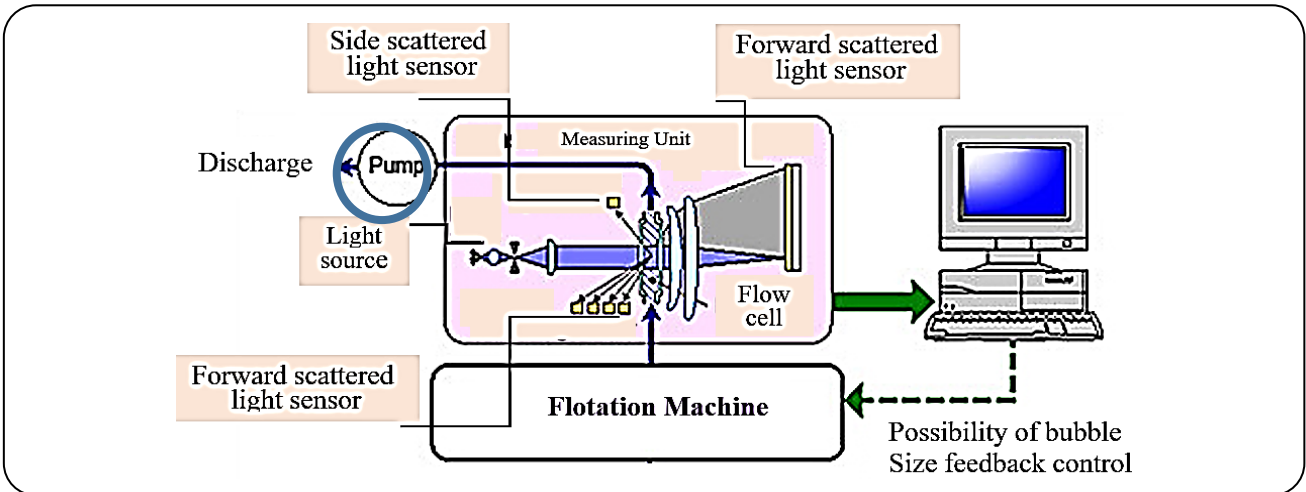 Side scattered
light sensor
Forward scattered
light sensor
Measuring Unit
Discharge
Pump
Light
source
Flow
cell
Forward scattered
light sensor
Flotation Machine
Possibility of bubble
Size feedback control